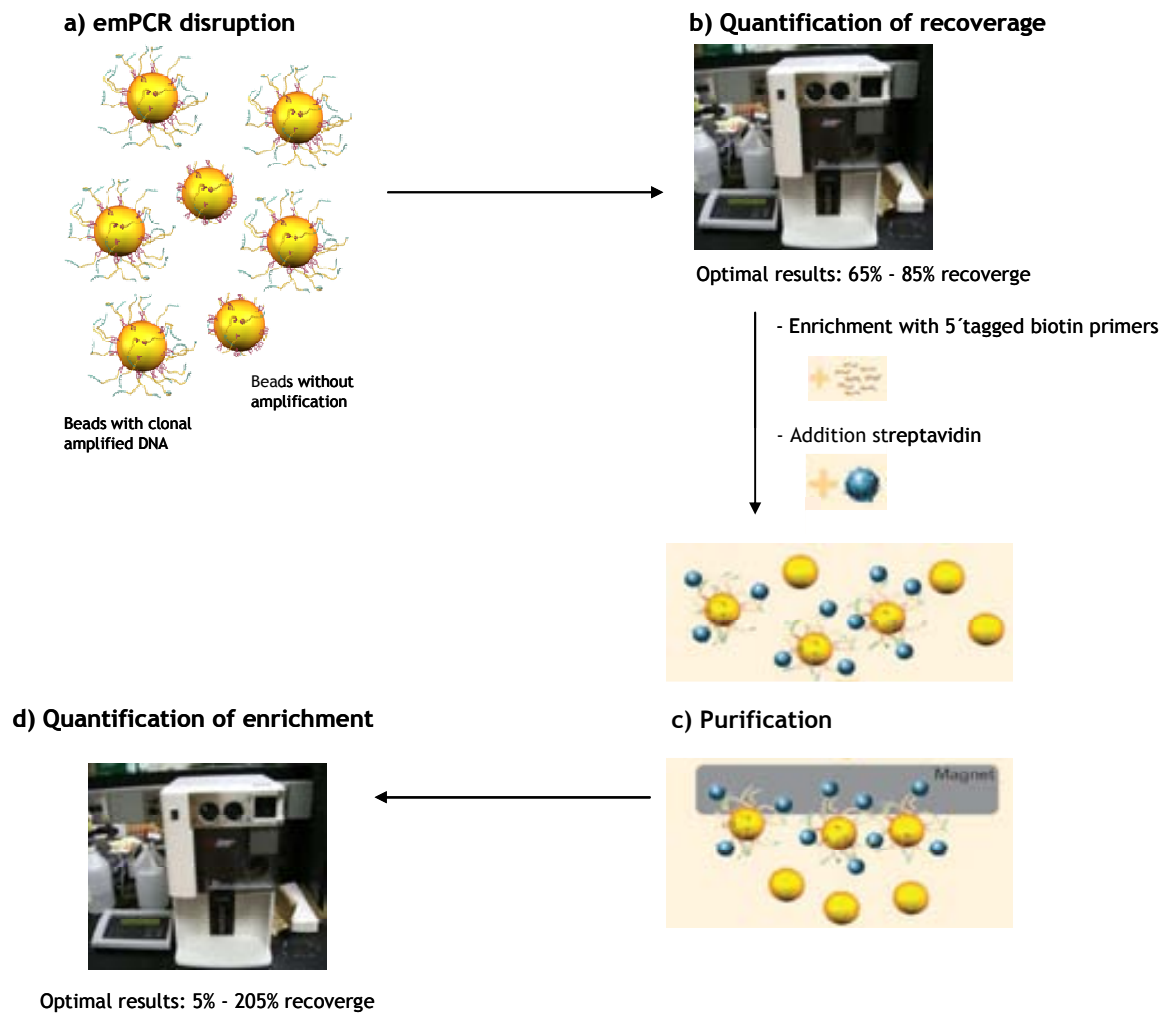 a) emPCR disruption
Beads without
amplification
Beads with clonal
amplified DNA
b) Quantification of recoverage
Optimal results: 65% - 85% recoverge
- Enrichment with 5´tagged biotin primers
- Addition streptavidin
c) Purification
Magnet
d) Quantification of enrichment
Optimal results: 5% - 205% recoverge